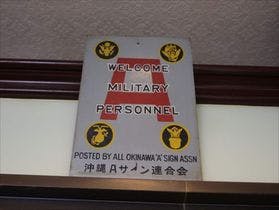 WELCOME
A
MILITARY
PERSONNEL
POSTED BY ALL OKINAWA "A" SIGN ASSN
沖縄Aサイン連合会